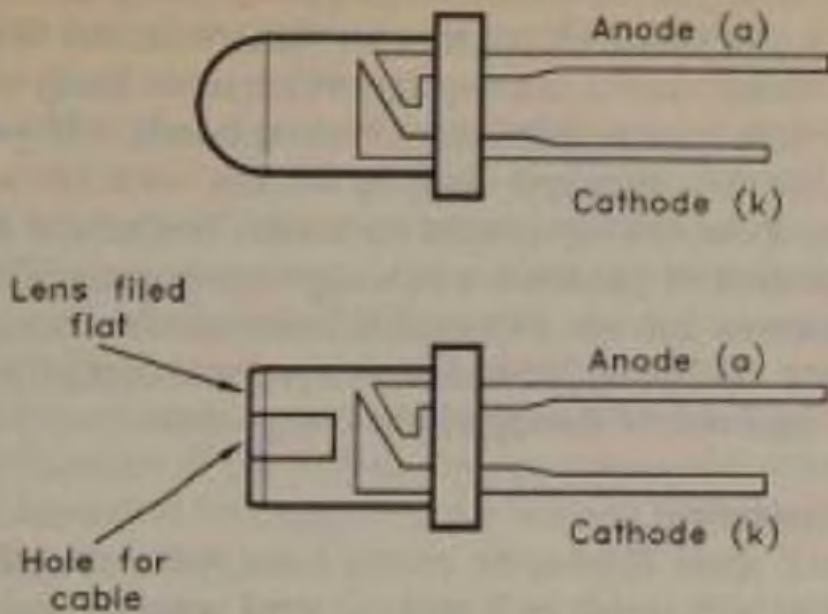 Anode (a)
Cathode (k)
Lens filed
flat
Anode (a)
Cathode (k)
Hole for
cable